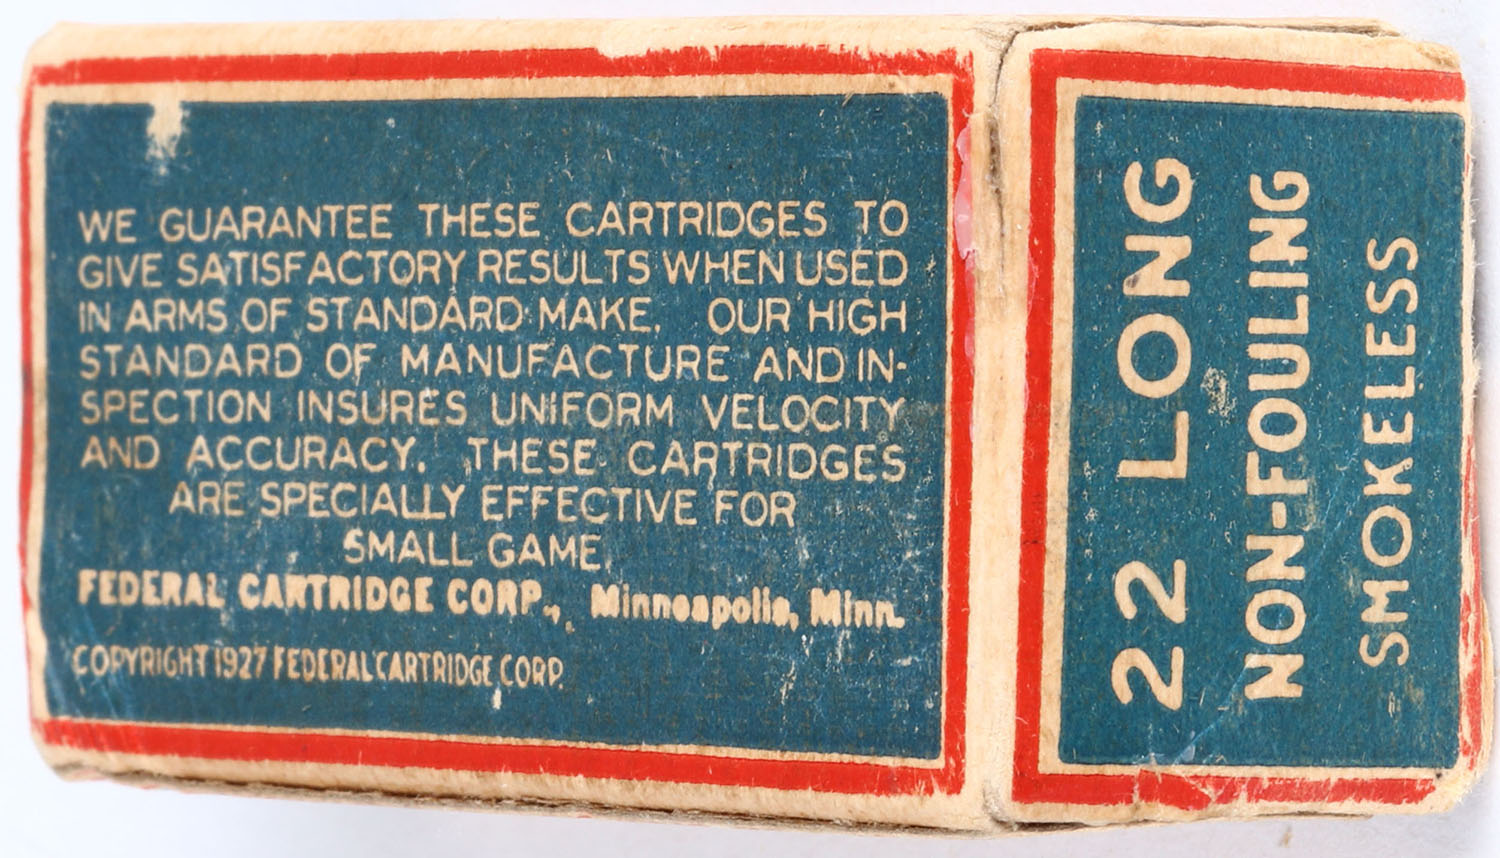 WE GUARANTEE THESE CARTRIDGES TO
GIVE SATISFACTORY RESULTS WHEN USED
IN ARMS OF STANDARD MAKE. OUR HIGH
STANDARD OF MANUFACTURE AND IN-
SPECTION INSURES UNIFORM VELOCITY
AND ACCURACY. THESE CARTRIDGES
ARE SPECIALLY EFFECTIVE FOR
SMALL GAME.
FEDERAL CARTRIDGE CORP., Minneapolis, Minn.
COPYRIGHT 1927 FEDERAL CARTRIDGE CORP.
22 LONG
NON-FOULING
SMOKELESS